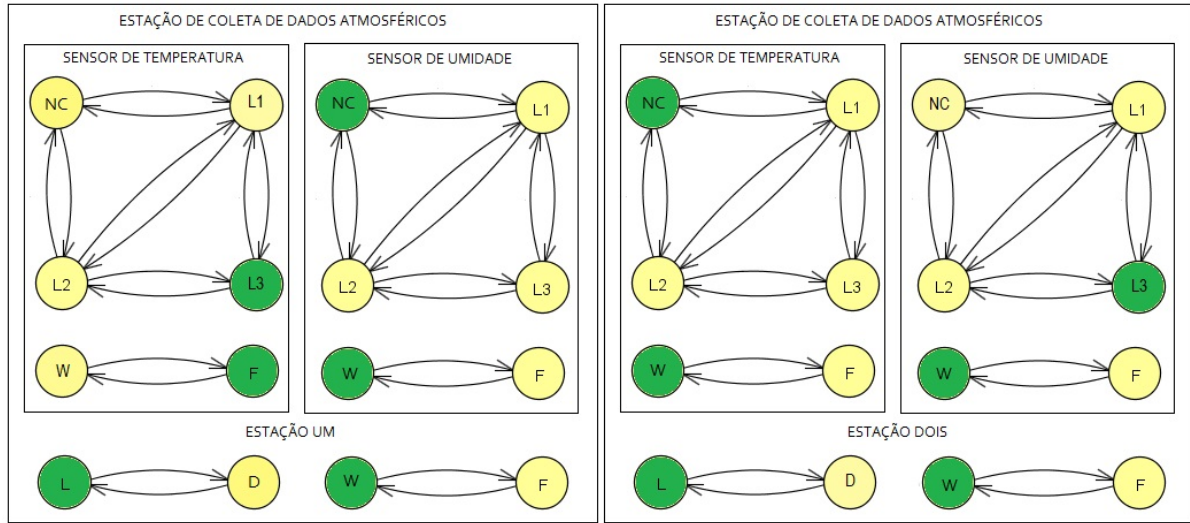 ESTAÇÃO DE COLETA DE DADOS ATMOSFÉRICOS
SENSOR DE TEMPERATURA
NC
L1
L2
L3
W
F
SENSOR DE UMIDADE
NC
L1
L2
L3
W
F
ESTAÇÃO UM
L
D
W
F
ESTAÇÃO DE COLETA DE DADOS ATMOSFÉRICOS
SENSOR DE TEMPERATURA
NC
L1
L2
L3
W
F
SENSOR DE UMIDADE
NC
L1
L2
L3
W
F
ESTAÇÃO DOIS
L
D
W
F